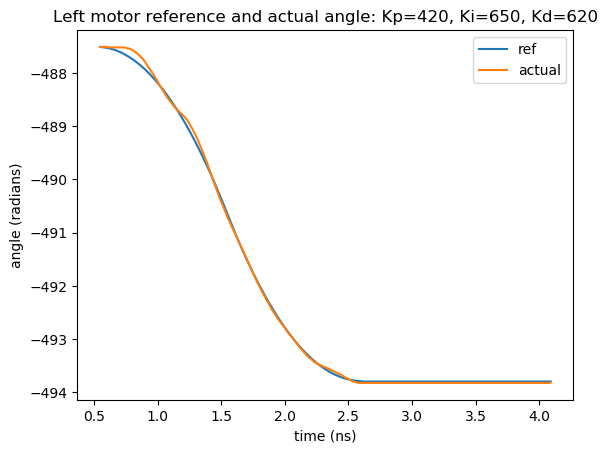 Left motor reference and actual angle: Kp=420, Ki=650, Kd=620
ref
actual
−488
−489
−490
−491
−492
−493
−494
angle (radians)
0.5 1.0 1.5 2.0 2.5 3.0 3.5 4.0
time (ns)